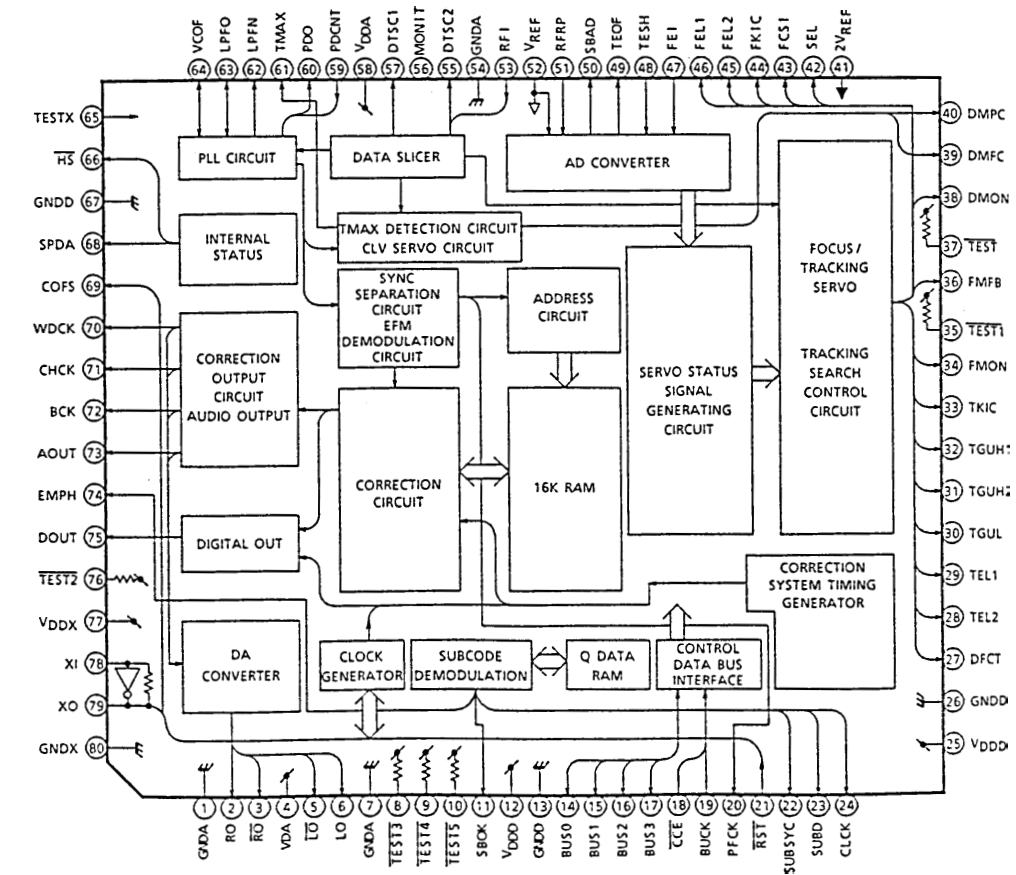 VCOF LPFO LPFN TMAX PDO PDCNT VDDA DTSC1 MONIT DTSC2 GNDA RFI VREF RFRP SBAD TEOF TESH FEI FEL1 FEL2 FKIC FCSI SEL 2VREF
64 63 62 61 60 59 58 57 56 55 54 53 52 51 50 49 48 47 46 45 44 43 42 41
TESTX 65
HS 66
GNDD 67
SPDA 68
COFS 69
WDCK 70
CHCK 71
BCK 72
AOUT 73
EMPH 74
DOUT 75
TEST2 76
VDDX 77
XI 78
XO 79
GNDX 80
PLL CIRCUIT
DATA SLICER
AD CONVERTER
INTERNAL
STATUS
TMAX DETECTION CIRCUIT
CLV SERVO CIRCUIT
SYNC
SEPARATION
CIRCUIT
EFM
DEMODULATION
CIRCUIT
ADDRESS
CIRCUIT
CORRECTION
OUTPUT
CIRCUIT
AUDIO OUTPUT
CORRECTION
CIRCUIT
16K RAM
SERVO STATUS
SIGNAL
GENERATING
CIRCUIT
FOCUS/
TRACKING
SERVO
TRACKING
SEARCH
CONTROL
CIRCUIT
DIGITAL OUT
CORRECTION
SYSTEM TIMING
GENERATOR
DA
CONVERTER
CLOCK
GENERATOR
SUBCODE
DEMODULATION
Q DATA
RAM
CONTROL
DATA BUS
INTERFACE
40 DMPC
39 DMFC
38 DMON
37 TEST
36 FMFB
35 TEST1
34 FMON
33 TKIC
32 TGUH1
31 TGUH2
30 TGUL
29 TEL1
28 TEL2
27 DFCT
26 GNDD
25 VDDD
1 2 3 4 5 6 7 8 9 10 11 12 13 14 15 16 17 18 19 20 21 22 23 24
GNDA RO RO VDA LO LO GNDA TEST3 TEST4 TEST5 SBOK VDDD GNDD BUS0 BUS1 BUS2 BUS3 CCE BUCK PFCK RST SUBSYC SUBD CLCK